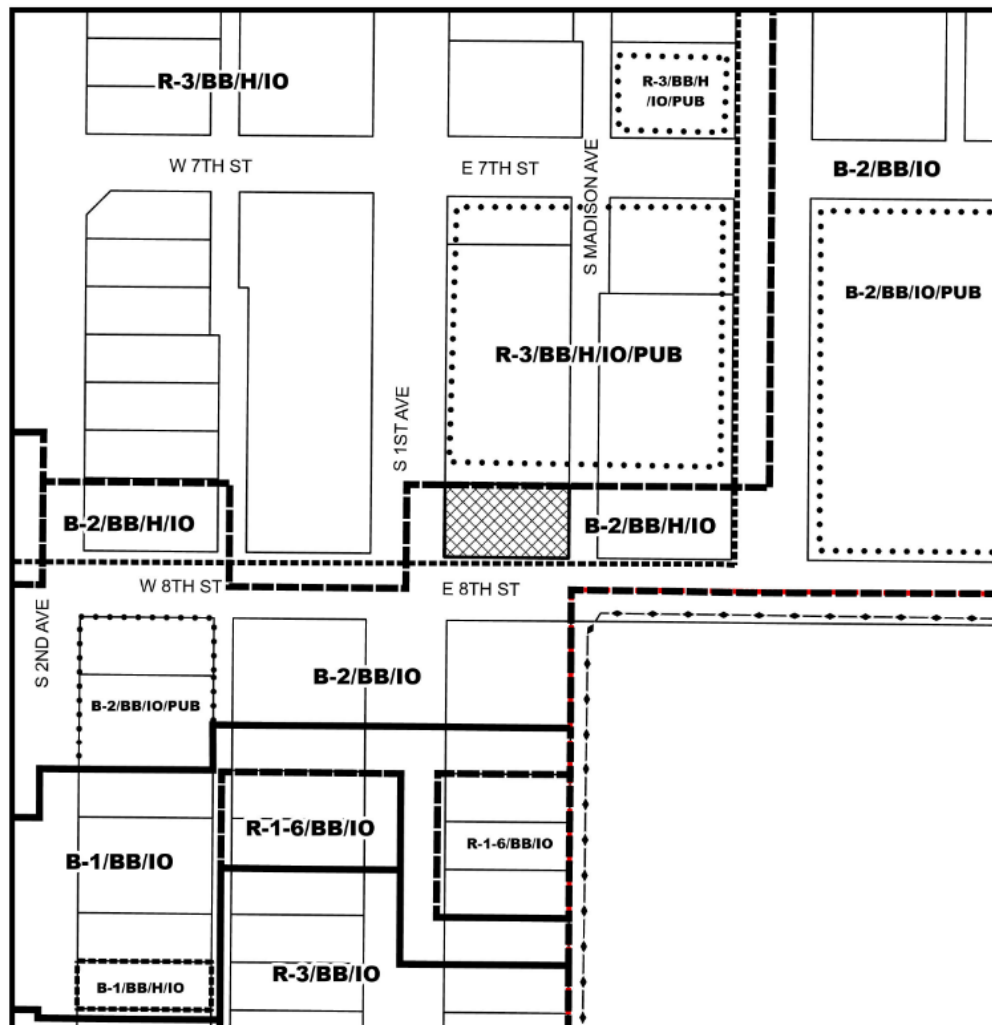 R-3/BB/H/IO
R-3/BB/H
/IO/PUB
W 7TH ST
E 7TH ST
S MADISON AVE
B-2/BB/IO
B-2/BB/IO/PUB
R-3/BB/H/IO/PUB
S 1ST AVE
B-2/BB/H/IO
B-2/BB/H/IO
W 8TH ST
E 8TH ST
S 2ND AVE
B-2/BB/IO
B-2/BB/IO/PUB
R-1-6/BB/IO
R-1-6/BB/IO
B-1/BB/IO
R-3/BB/IO
B-1/BB/H/IO